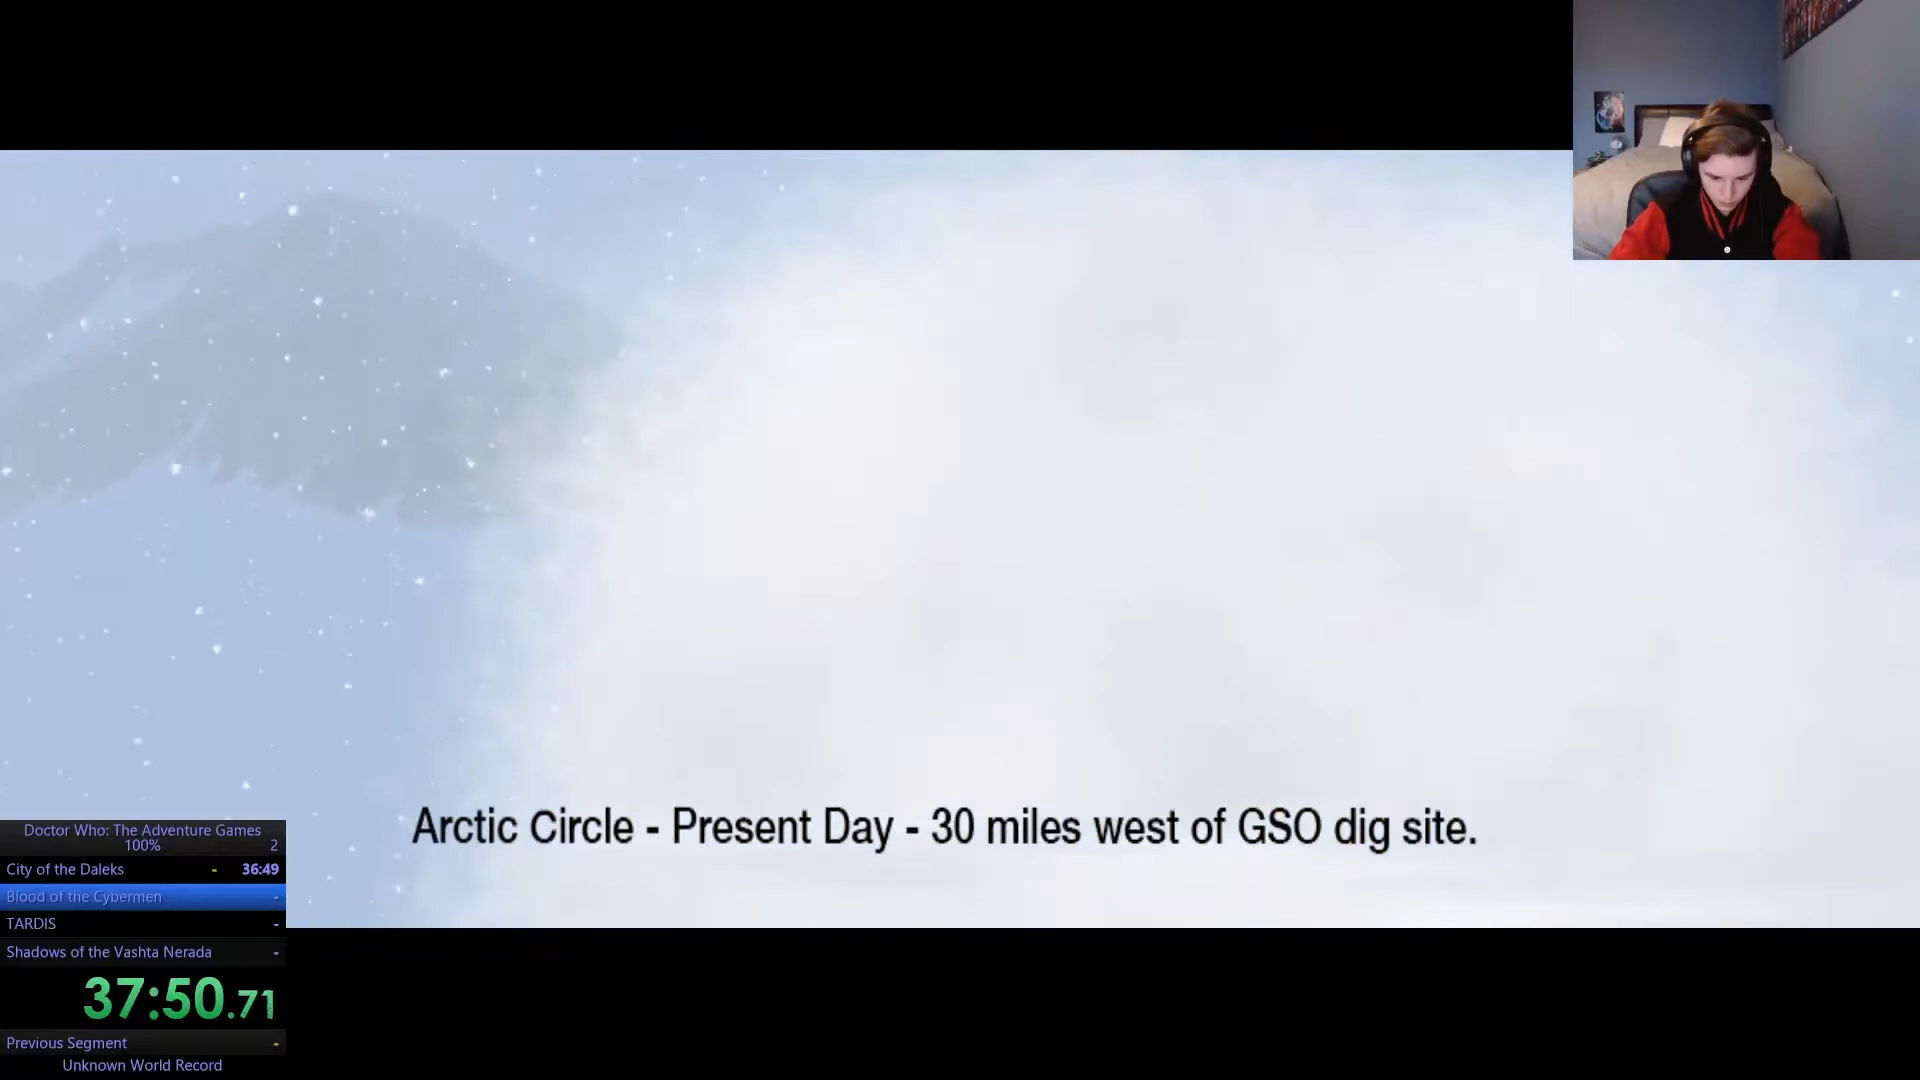 Arctic Circle - Present Day - 30 miles west of GSO dig site.
Doctor Who: The Adventure Games
100% 2
City of the Daleks - 36:49
Blood of the Cybermen -
TARDIS -
Shadows of the Vashta Nerada -
37:50.71
Previous Segment -
Unknown World Record